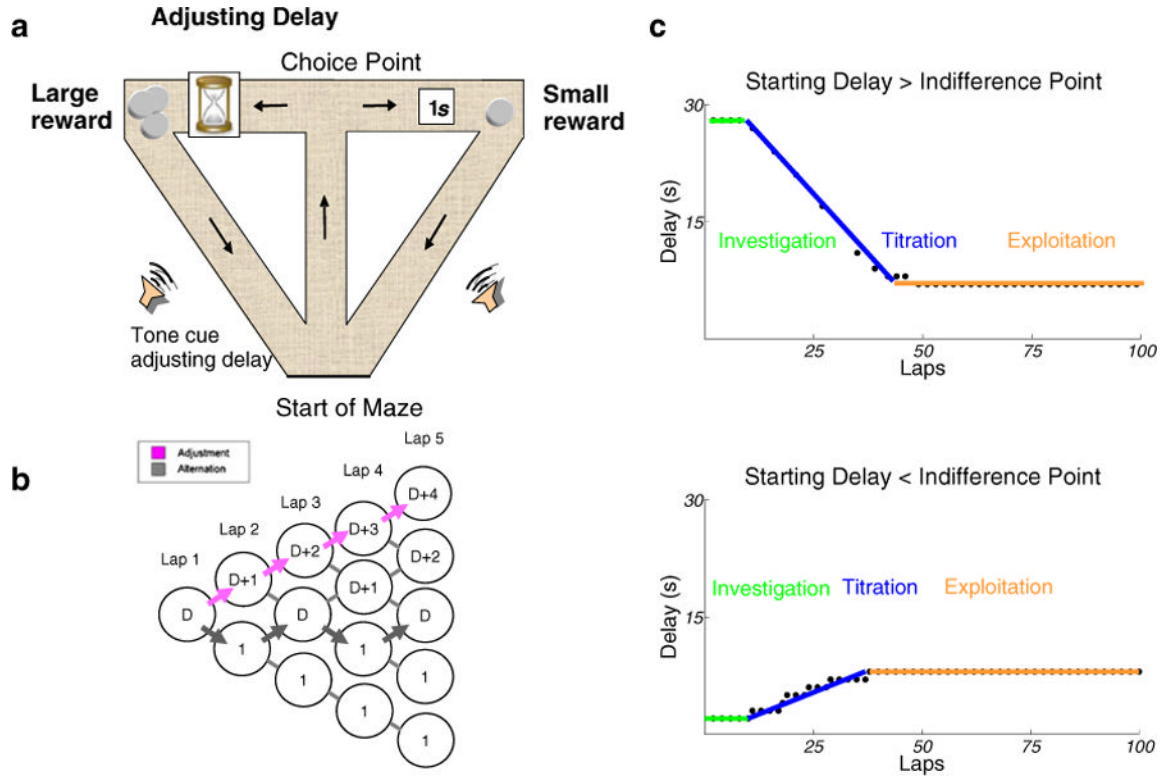 a
Adjusting Delay
Choice Point
Large
reward
1s
Small
reward
Tone cue
adjusting delay
Start of Maze
b
Adjustment
Alternation
Lap 1
Lap 2
Lap 3
Lap 4
Lap 5
D
D+1
1
D+2
D
1
D+3
D+1
1
1
D+4
D+2
D
1
1
c
Starting Delay > Indifference Point
30
15
Delay (s)
Investigation
Titration
Exploitation
25
50
75
100
Laps
Starting Delay < Indifference Point
30
15
Delay (s)
Investigation
Titration
Exploitation
25
50
75
100
Laps